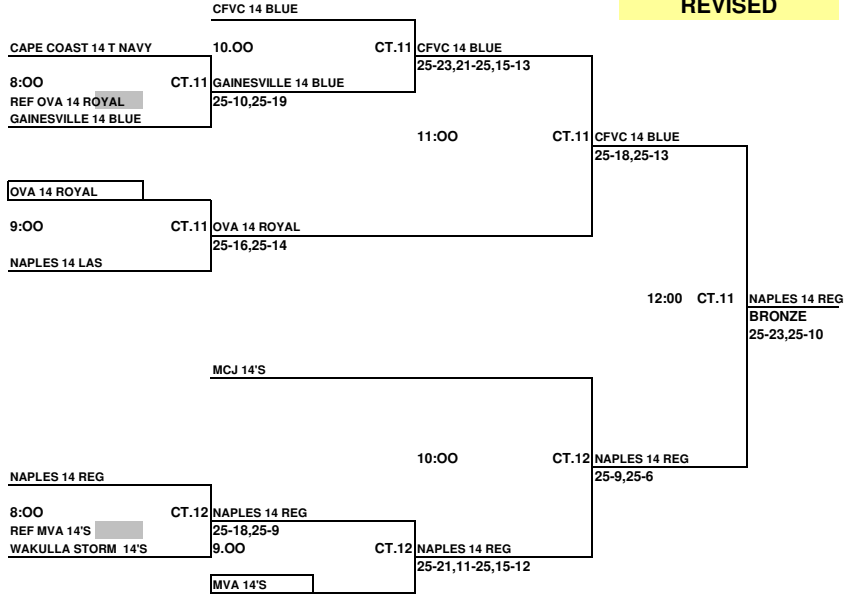 CFVC 14 BLUE
REVISED
CAPE COAST 14 T NAVY
10.OO CT.11 CFVC 14 BLUE
25-23,21-25,15-13
8:OO CT.11 GAINESVILLE 14 BLUE
REF OVA 14 ROYAL 25-10,25-19
GAINESVILLE 14 BLUE
11:OO CT.11 CFVC 14 BLUE
25-18,25-13
OVA 14 ROYAL
9:OO CT.11 OVA 14 ROYAL
25-16,25-14
NAPLES 14 LAS
12:00 CT.11 NAPLES 14 REG
BRONZE
25-23,25-10
MCJ 14'S
10:OO CT.12 NAPLES 14 REG
25-9,25-6
NAPLES 14 REG
8:OO CT.12 NAPLES 14 REG
REF MVA 14'S 25-18,25-9
WAKULLA STORM 14'S 9.OO CT.12 NAPLES 14 REG
25-21,11-25,15-12
MVA 14'S